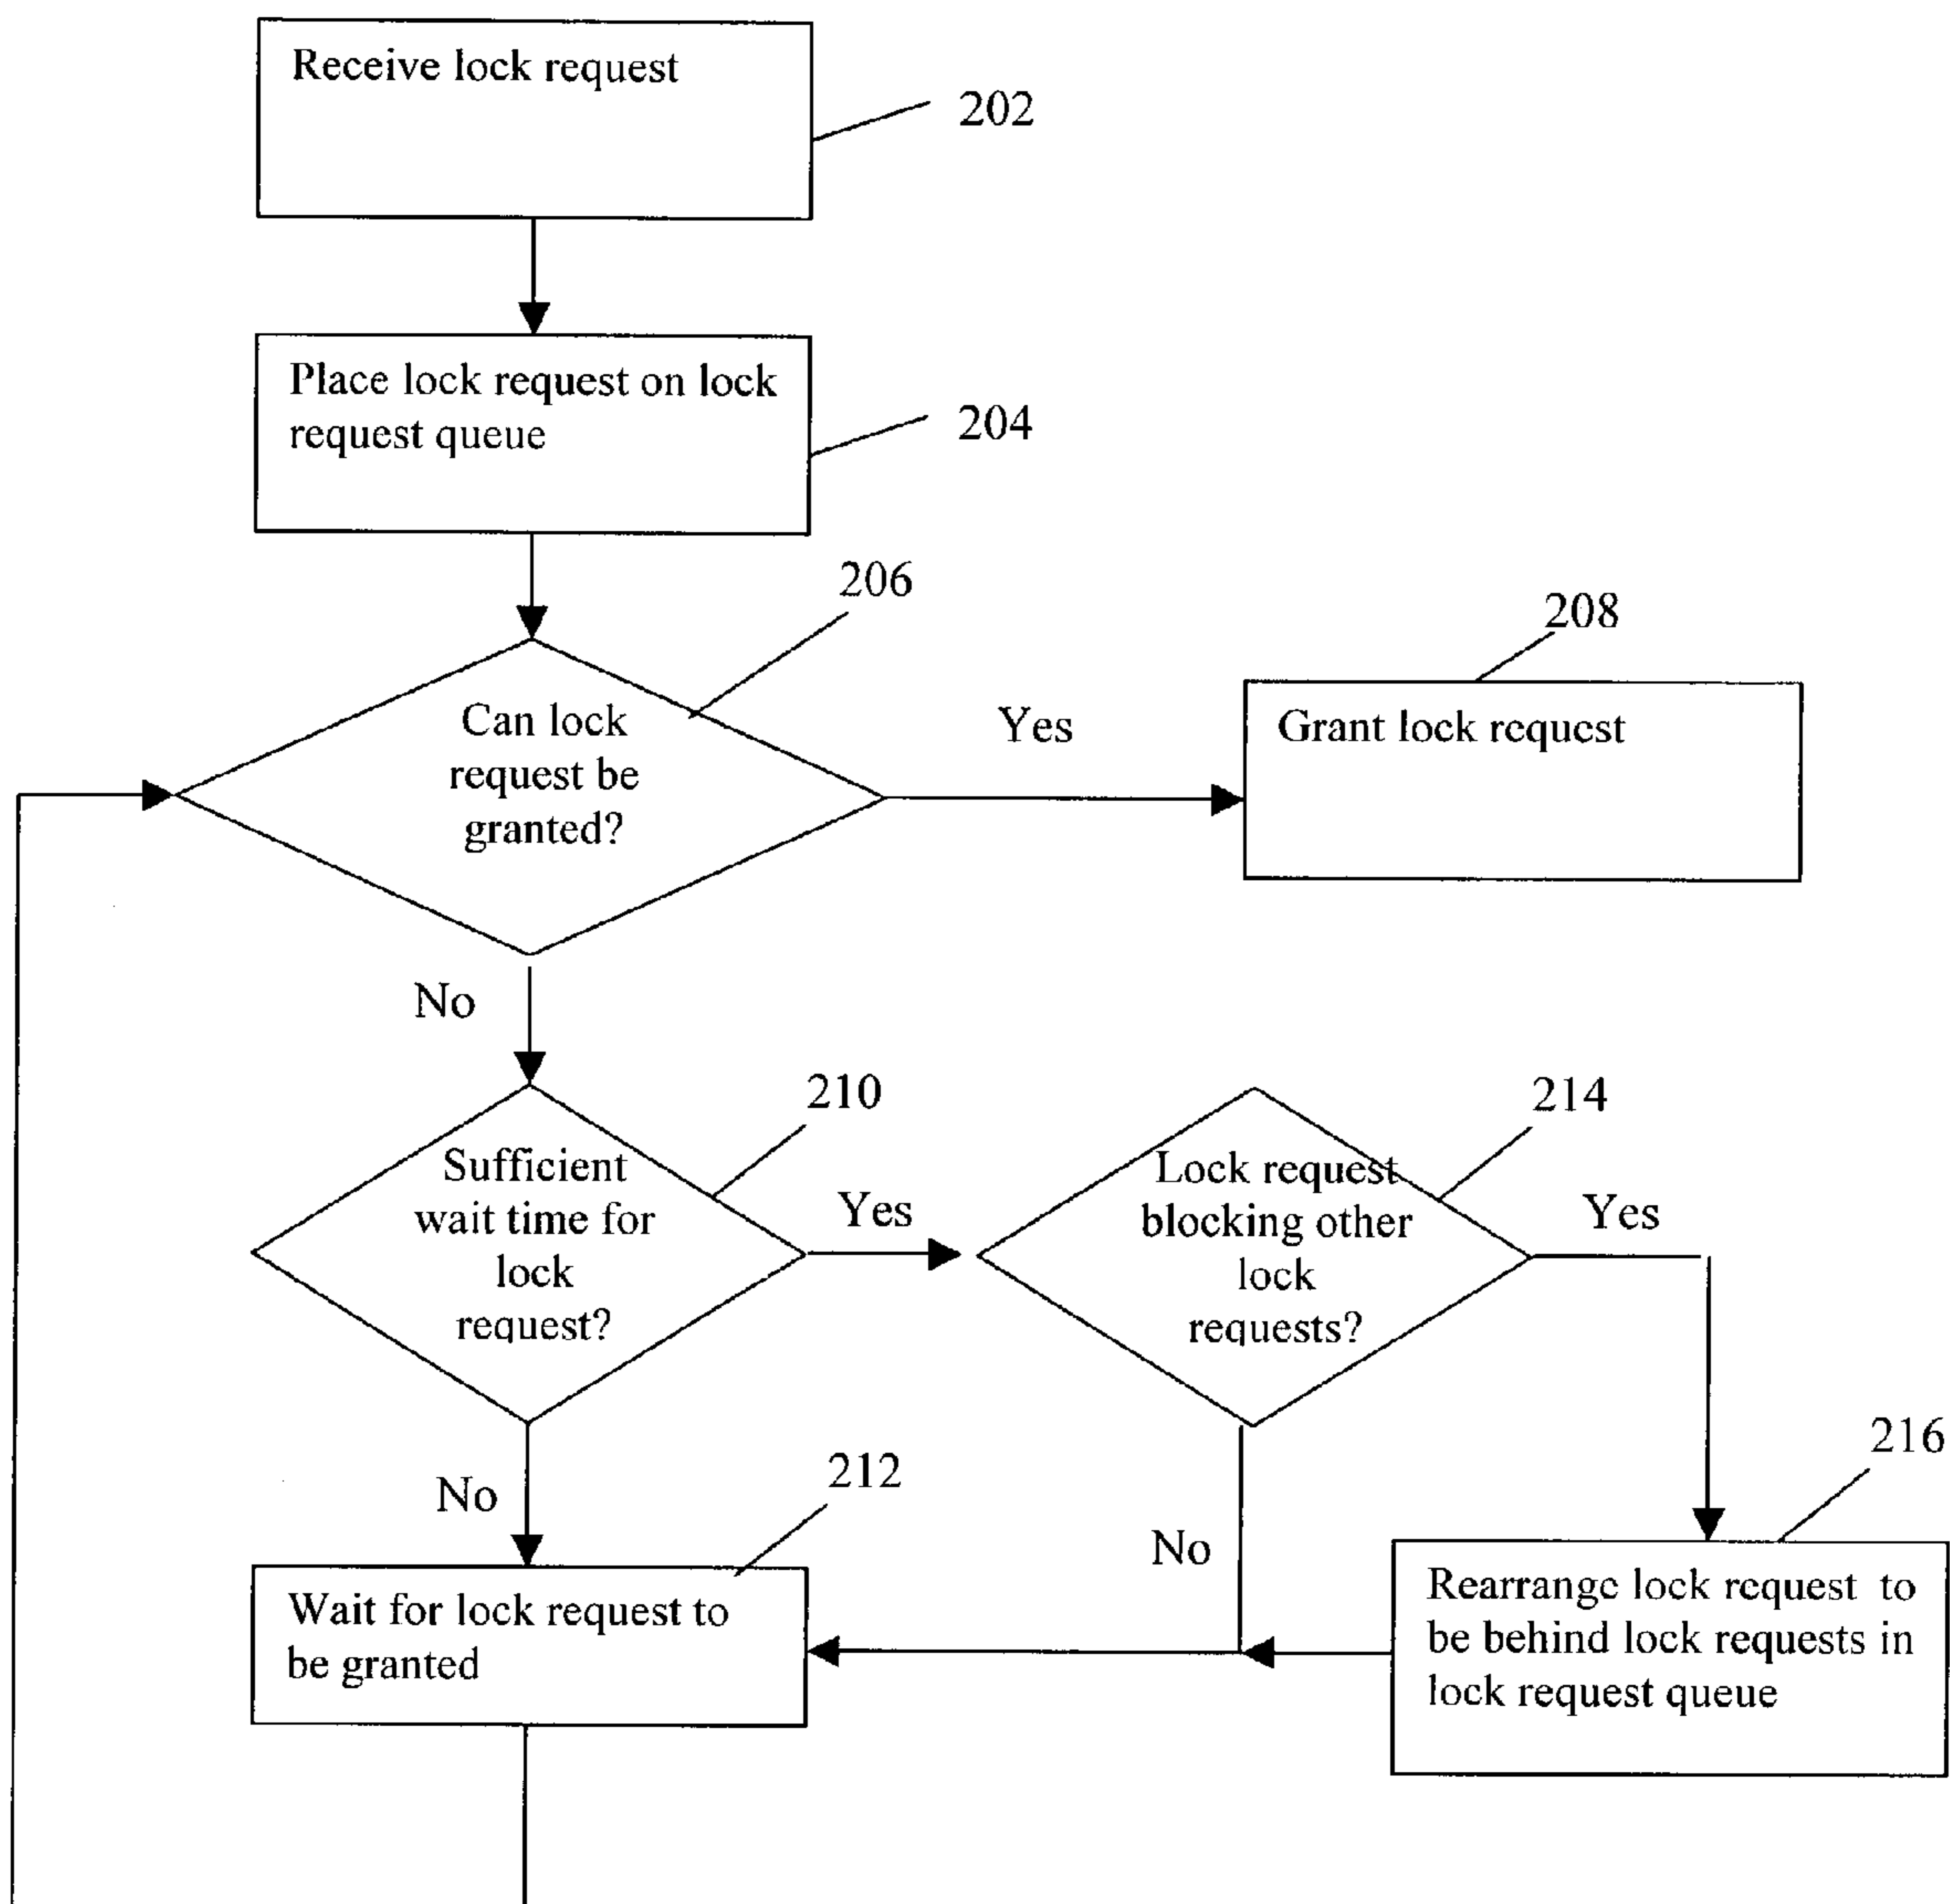 Receive lock request
202
Place lock request on lock
request queue
204
206
Can lock
request be
granted?
Yes
208
Grant lock request
No
210
Sufficient
wait time for
lock
request?
Yes
214
Lock request
blocking other
lock
requests?
Yes
No
212
Wait for lock request to
be granted
No
216
Rearrange lock request to
be behind lock requests in
lock request queue